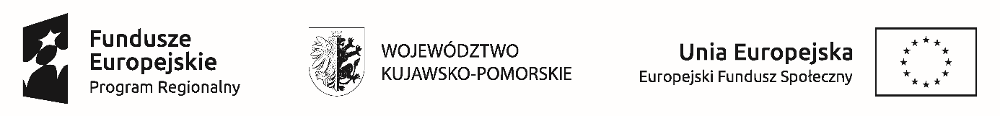 Fundusze
Europejskie
Program Regionalny
WOJEWÓDZTWO
KUJAWSKO-POMORSKIE
Unia Europejska
Europejski Fundusz Społeczny